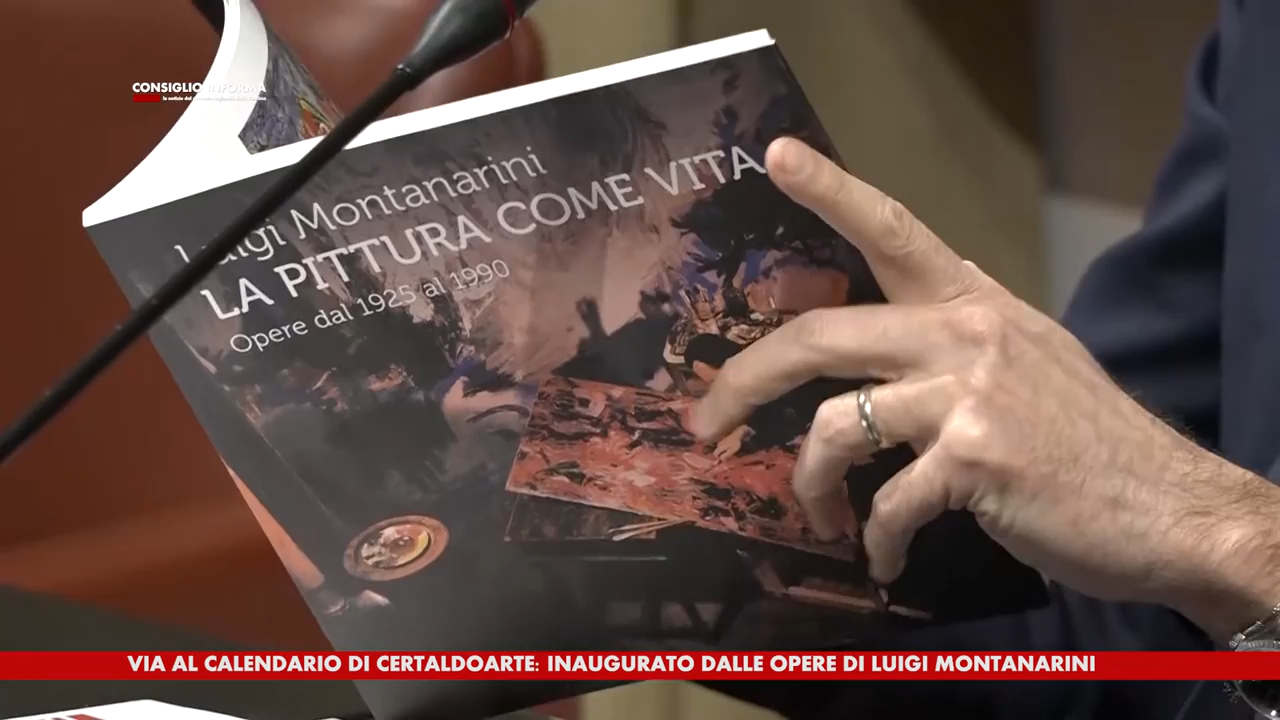 CONSIGLIO INFORMA
Luigi Montanarini
LA PITTURA COME VITA
Opere dal 1925 al 1990
VIA AL CALENDARIO DI CERTALDOARTE: INAUGURATO DALLE OPERE DI LUIGI MONTANARINI